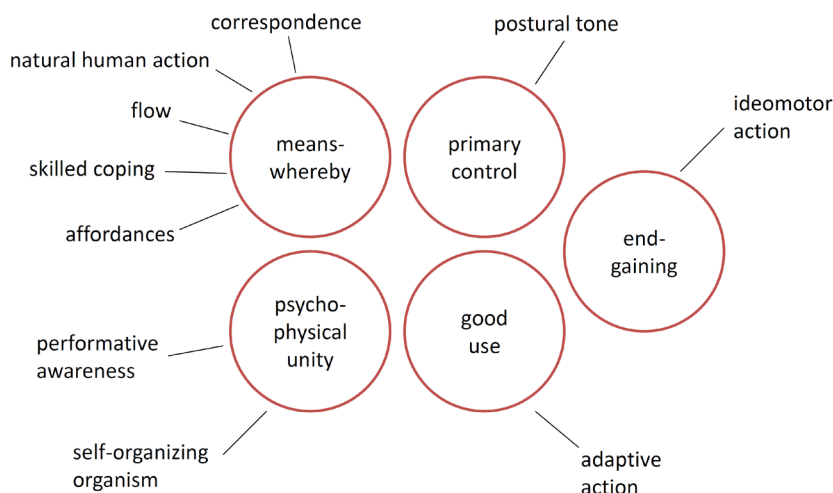 correspondence
postural tone
natural human action
flow
skilled coping
affordances
means-
whereby
primary
control
ideomotor
action
end-
gaining
psycho-
physical
unity
good
use
performative
awareness
self-organizing
organism
adaptive
action